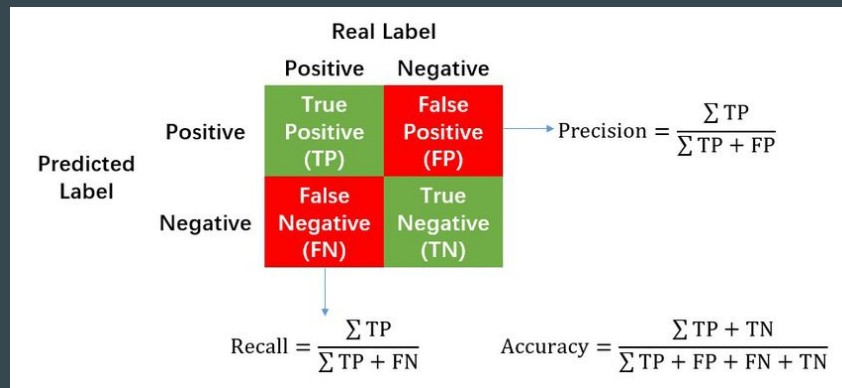 Real Label
Positive Negative
True
Positive
(TP)
False
Positive
(FP)
Positive
Precision = ∑ TP / ∑ TP + FP
Predicted
Label
False
Negative
(FN)
True
Negative
(TN)
Negative
Recall = ∑ TP / ∑ TP + FN
Accuracy = ∑ TP + TN / ∑ TP + FP + FN + TN